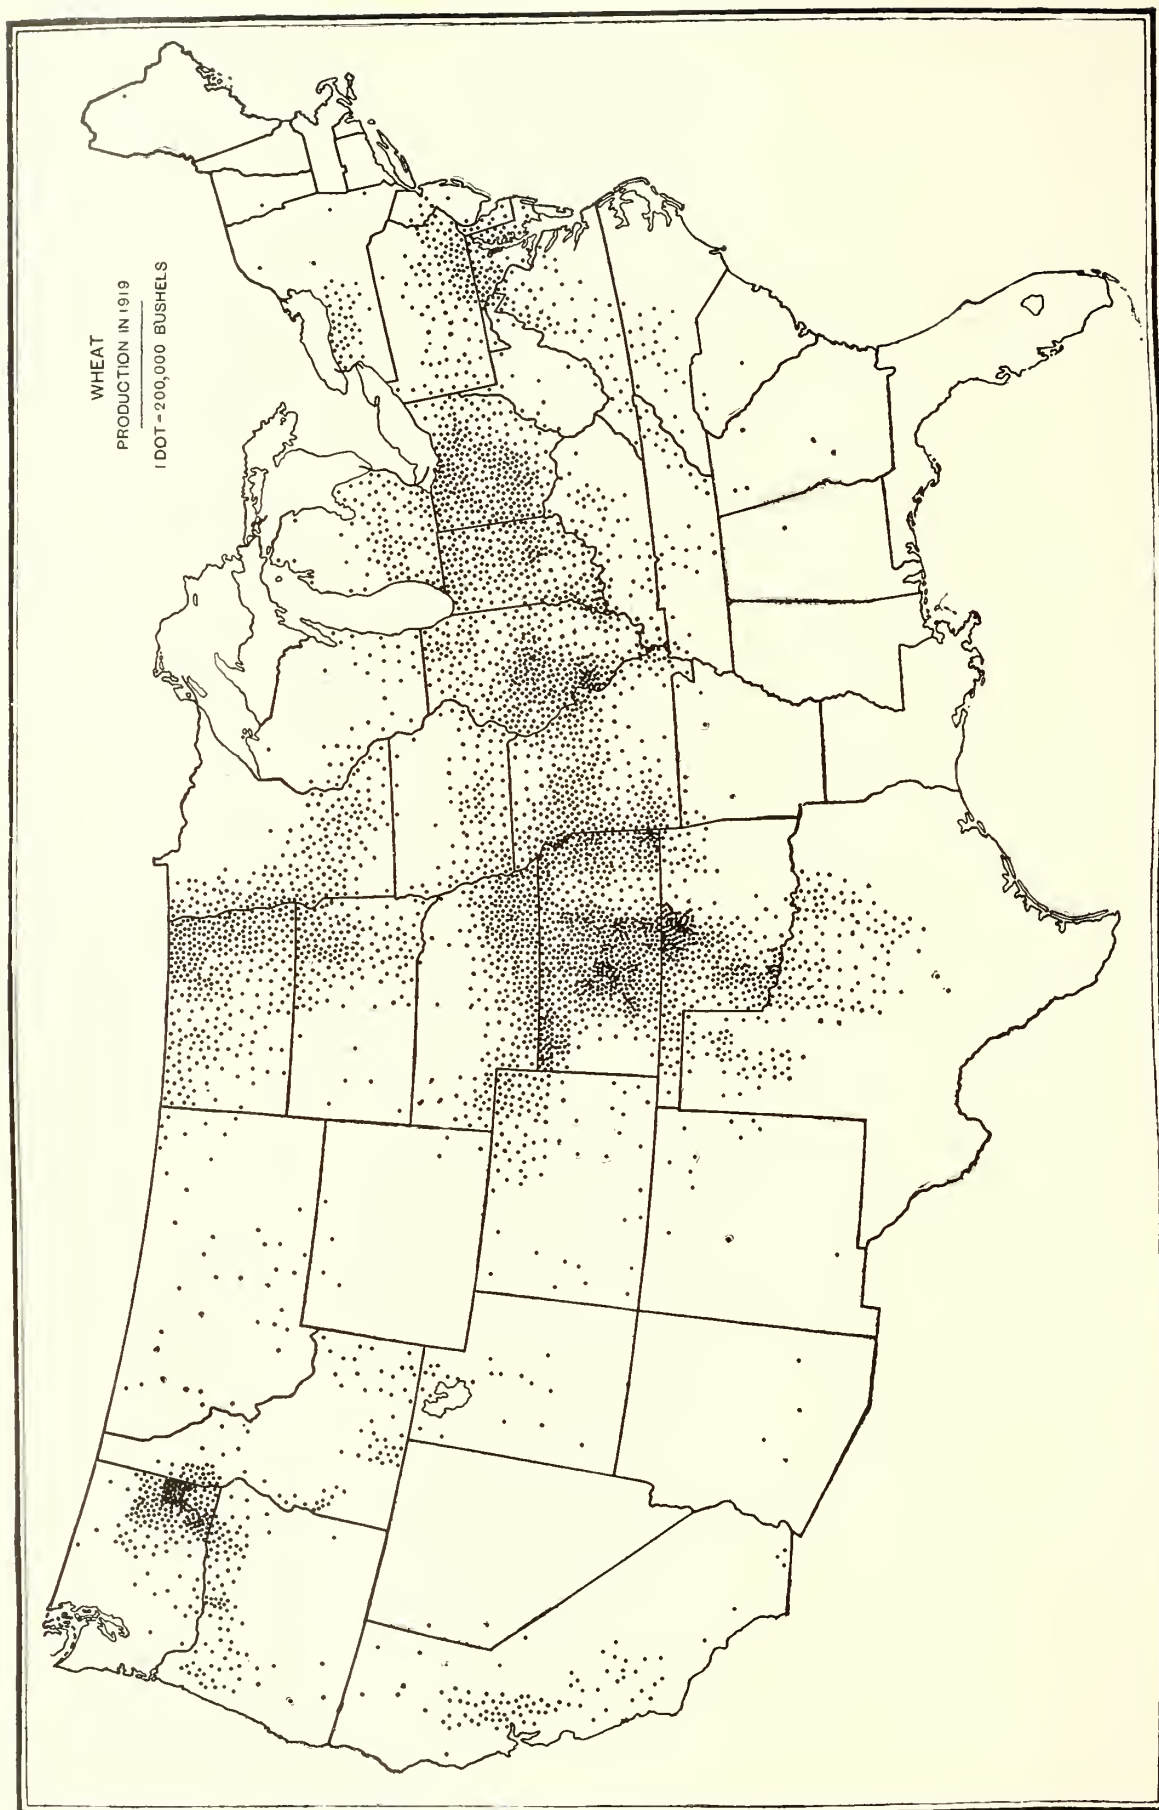 WHEAT
PRODUCTION IN 1919
1 DOT = 200,000 BUSHELS